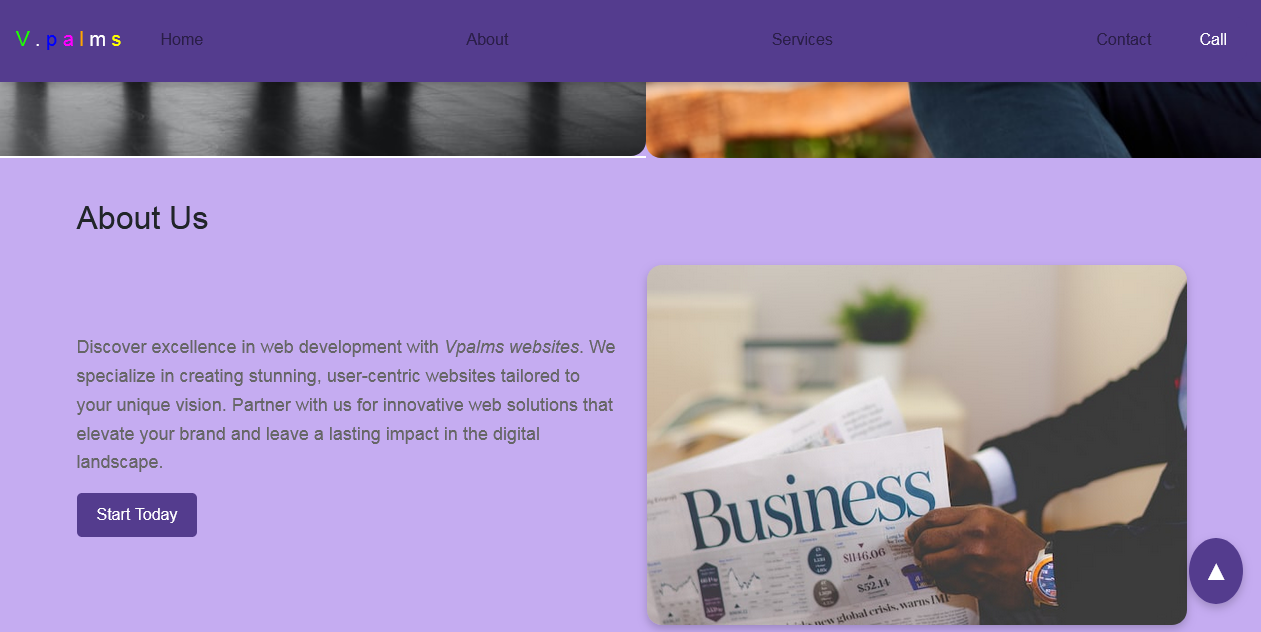 V.palms Home About Services Contact Call
About Us
Discover excellence in web development with Vpalms websites. We
specialize in creating stunning, user-centric websites tailored to
your unique vision. Partner with us for innovative web solutions that
elevate your brand and leave a lasting impact in the digital
landscape.
Start Today
Business
$1146.06
$52.14
global crisis, warns IMF